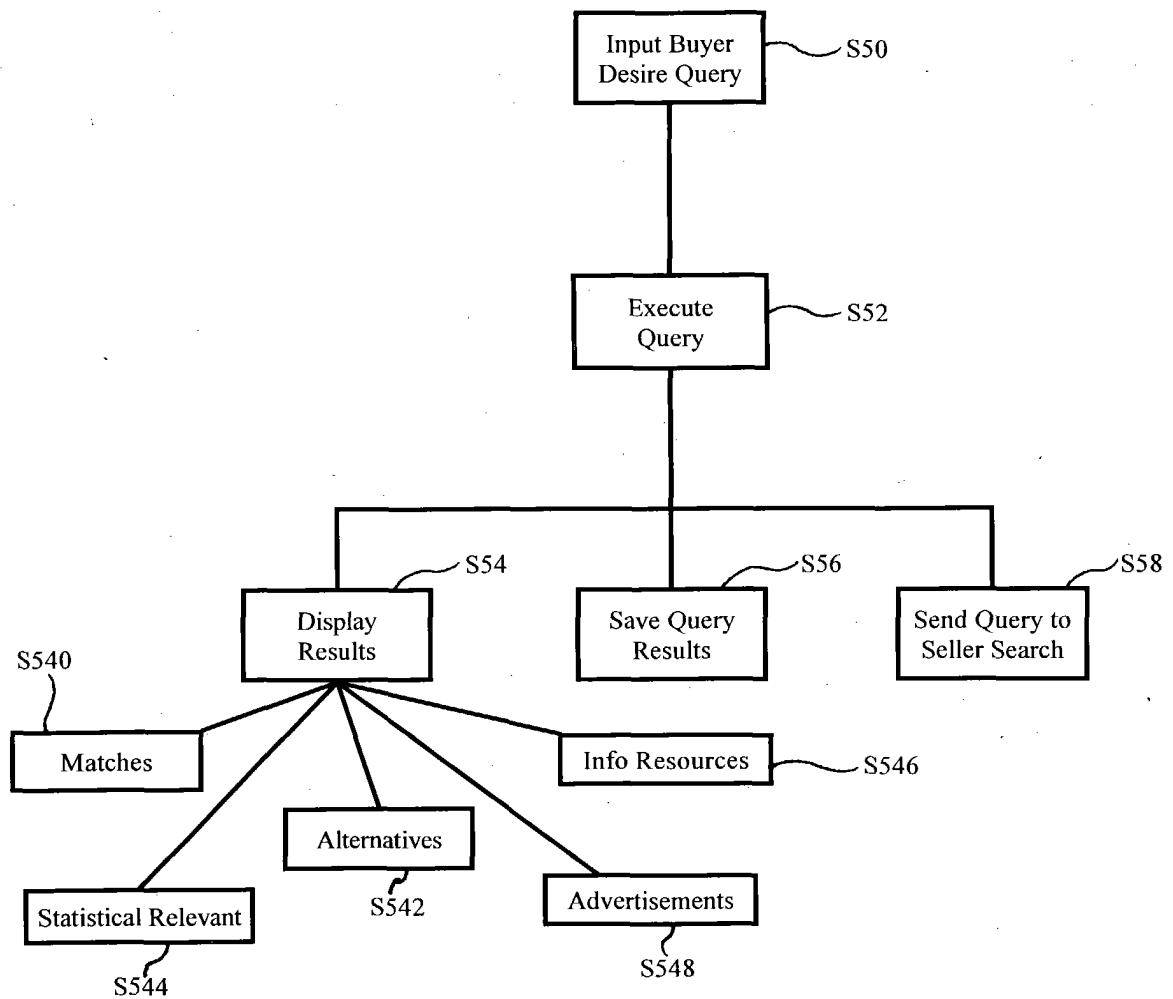 Input Buyer
Desire Query
S50
Execute
Query
S52
S54
Display
Results
S56
Save Query
Results
S58
Send Query to
Seller Search
S540
Matches
Info Resources
S546
Alternatives
S542
Statistical Relevant
S544
Advertisements
S548